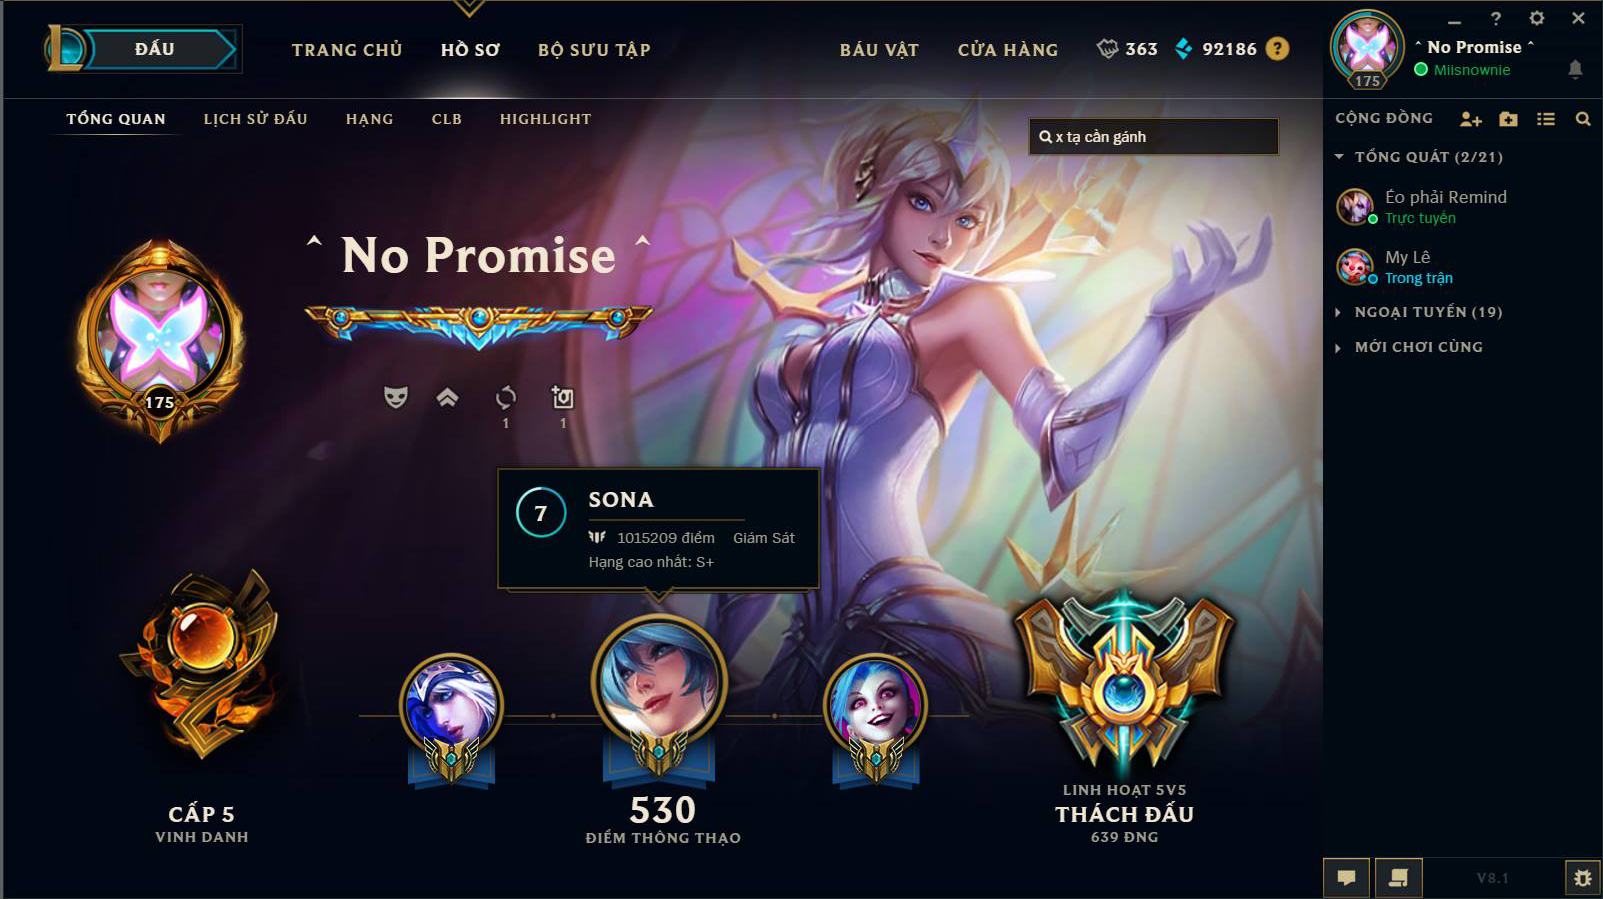 ĐẤU
TRANG CHỦ
HỒ SƠ
BỘ SƯU TẬP
BÁU VẬT
CỬA HÀNG
363
92186
?
?
175
^ No Promise ^
Miisnownie
TỔNG QUAN
LỊCH SỬ ĐẤU
HẠNG
CLB
HIGHLIGHT
x tạ cần gánh
CỘNG ĐỒNG
TỔNG QUÁT (2/21)
Éo phải Remind
Trực tuyến
My Lê
Trong trận
NGOẠI TUYẾN (19)
MỚI CHƠI CÙNG
^ No Promise ^
175
1
1
7
SONA
1015209 điểm Giám Sát
Hạng cao nhất: S+
CẤP 5
VINH DANH
530
ĐIỂM THÔNG THẠO
LINH HOẠT 5V5
THÁCH ĐẤU
639 ĐNG
V8.1